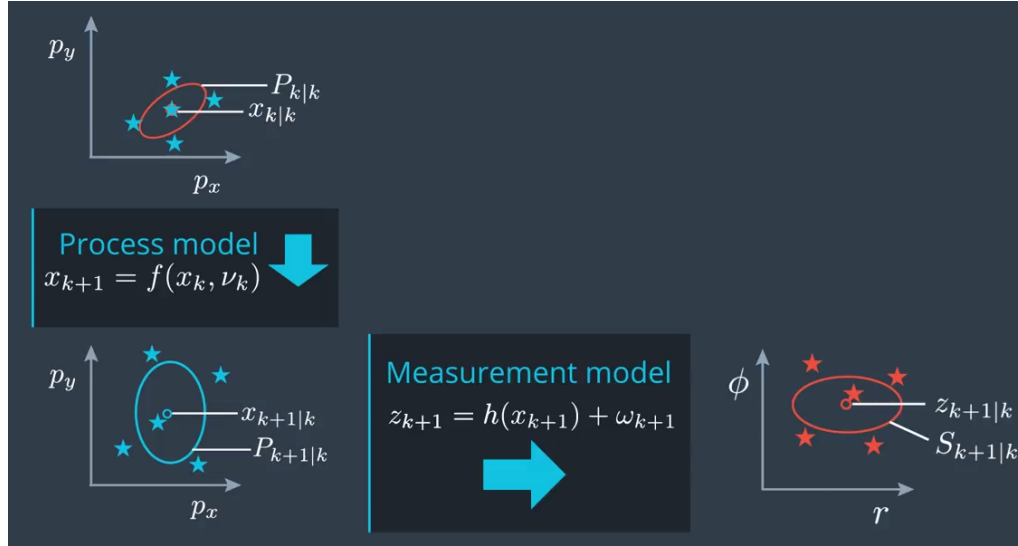 p_y
P_{k|k}
x_{k|k}
p_x
Process model
x_{k+1} = f(x_k, ν_k)
p_y
x_{k+1|k}
P_{k+1|k}
p_x
Measurement model
z_{k+1} = h(x_{k+1}) + ω_{k+1}
ϕ
z_{k+1|k}
S_{k+1|k}
r